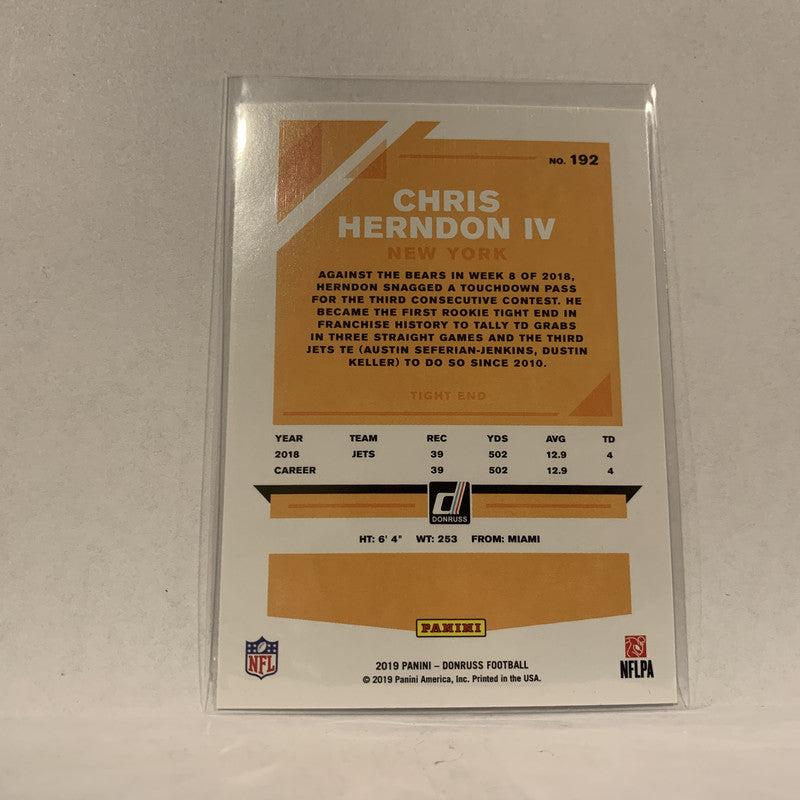 NO. 192
CHRIS
HERNDON IV
NEW YORK
AGAINST THE BEARS IN WEEK 8 OF 2018,
HERNDON SNAGGED A TOUCHDOWN PASS
FOR THE THIRD CONSECUTIVE CONTEST. HE
BECAME THE FIRST ROOKIE TIGHT END IN
FRANCHISE HISTORY TO TALLY TD GRABS
IN THREE STRAIGHT GAMES AND THE THIRD
JETS TE (AUSTIN SEFERIAN-JENKINS, DUSTIN
KELLER) TO DO SO SINCE 2010.
TIGHT END
YEAR TEAM REC YDS AVG TD
2018 JETS 39 502 12.9 4
CAREER 39 502 12.9 4
DONRUSS
HT: 6' 4" WT: 253 FROM: MIAMI
PANINI
NFL
NFLPA
2019 PANINI – DONRUSS FOOTBALL
© 2019 Panini America, Inc. Printed in the USA.